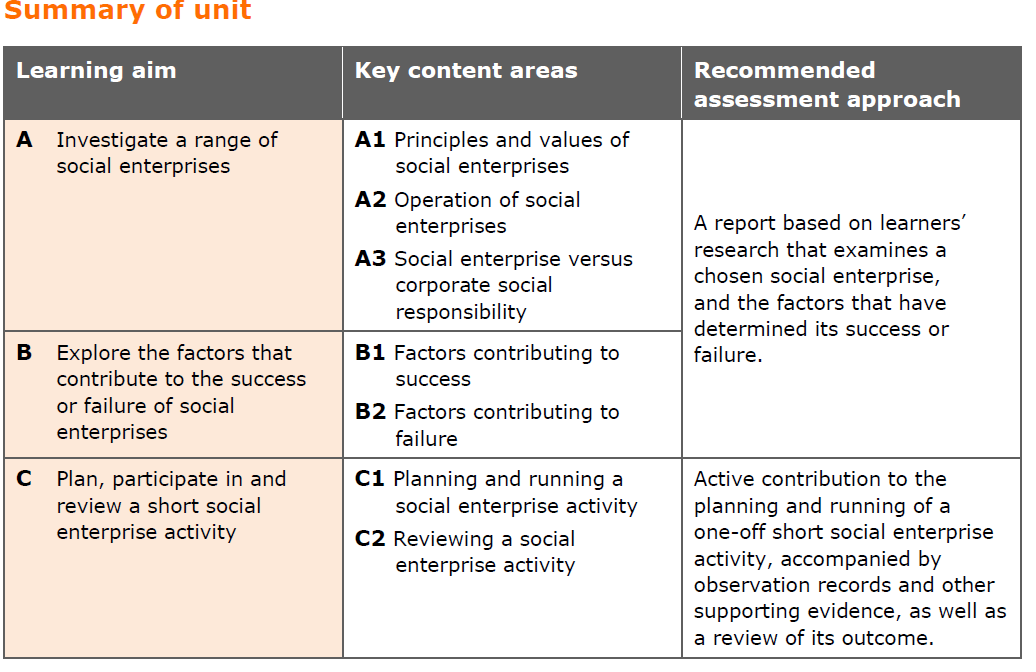 Summary of unit
Learning aim
Key content areas
Recommended
assessment approach
A Investigate a range of
social enterprises
A1 Principles and values of
social enterprises
A2 Operation of social
enterprises
A3 Social enterprise versus
corporate social
responsibility
A report based on learners’
research that examines a
chosen social enterprise,
and the factors that have
determined its success or
failure.
B Explore the factors that
contribute to the success
or failure of social
enterprises
B1 Factors contributing to
success
B2 Factors contributing to
failure
C Plan, participate in and
review a short social
enterprise activity
C1 Planning and running a
social enterprise activity
C2 Reviewing a social
enterprise activity
Active contribution to the
planning and running of a
one-off short social enterprise
activity, accompanied by
observation records and other
supporting evidence, as well as
a review of its outcome.